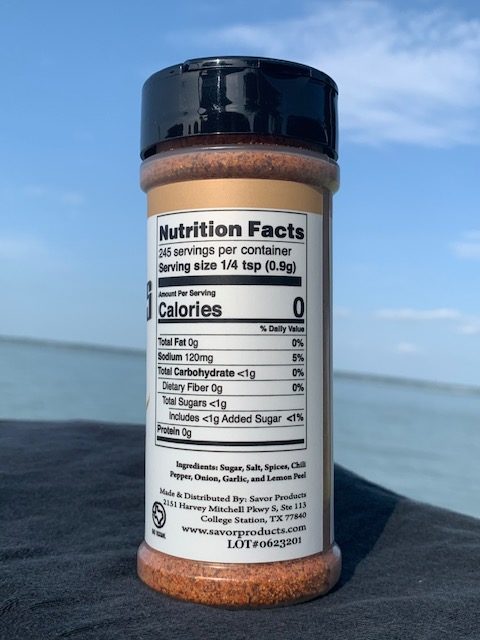 G
Nutrition Facts
245 servings per container
Serving size 1/4 tsp (0.9g)
Amount Per Serving
Calories 0
% Daily Value
Total Fat 0g 0%
Sodium 120mg 5%
Total Carbohydrate <1g 0%
Dietary Fiber 0g 0%
Total Sugars <1g
Includes <1g Added Sugar <1%
Protein 0g
Ingredients: Sugar, Salt, Spices, Chili
Pepper, Onion, Garlic, and Lemon Peel
Made & Distributed By: Savor Products
2151 Harvey Mitchell Pkwy S, Ste 113
College Station, TX 77840
www.savorproducts.com
LOT#0623201